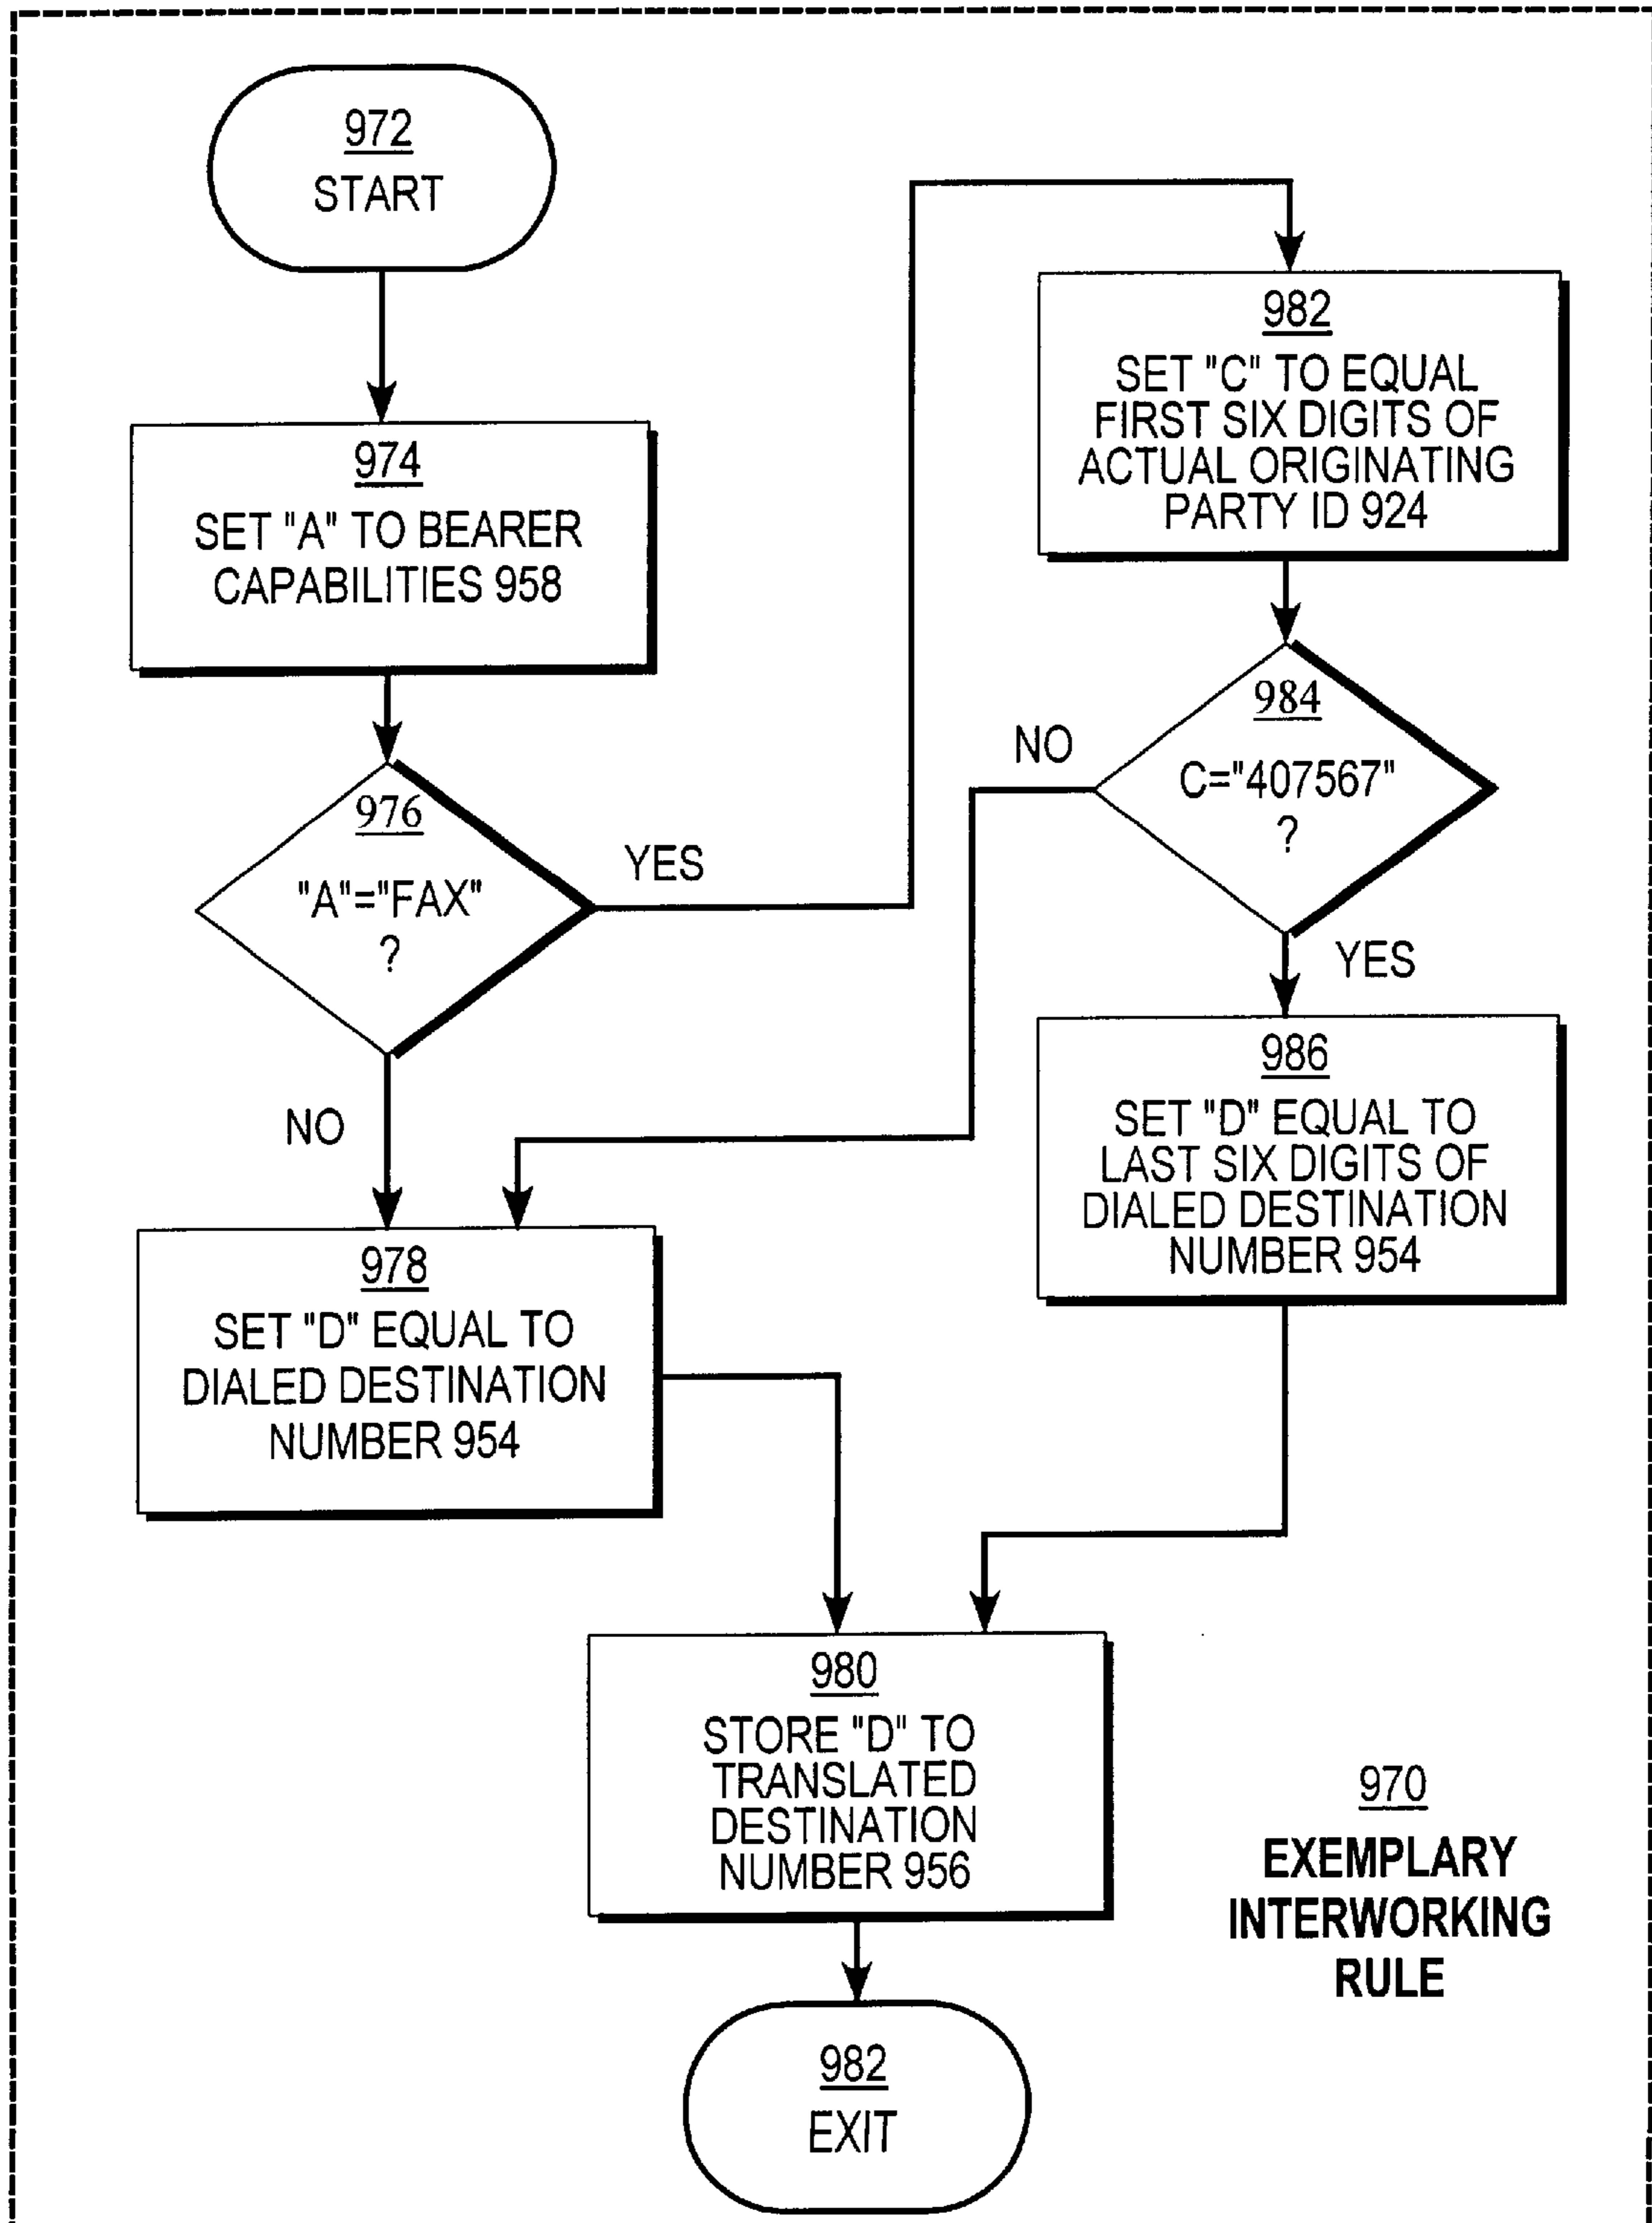 972
START
974
SET "A" TO BEARER
CAPABILITIES 958
976
"A"="FAX"
?
YES
NO
982
SET "C" TO EQUAL
FIRST SIX DIGITS OF
ACTUAL ORIGINATING
PARTY ID 924
984
C="407567"
?
NO
YES
986
SET "D" EQUAL TO
LAST SIX DIGITS OF
DIALED DESTINATION
NUMBER 954
978
SET "D" EQUAL TO
DIALED DESTINATION
NUMBER 954
980
STORE "D" TO
TRANSLATED
DESTINATION
NUMBER 956
970
EXEMPLARY
INTERWORKING
RULE
982
EXIT